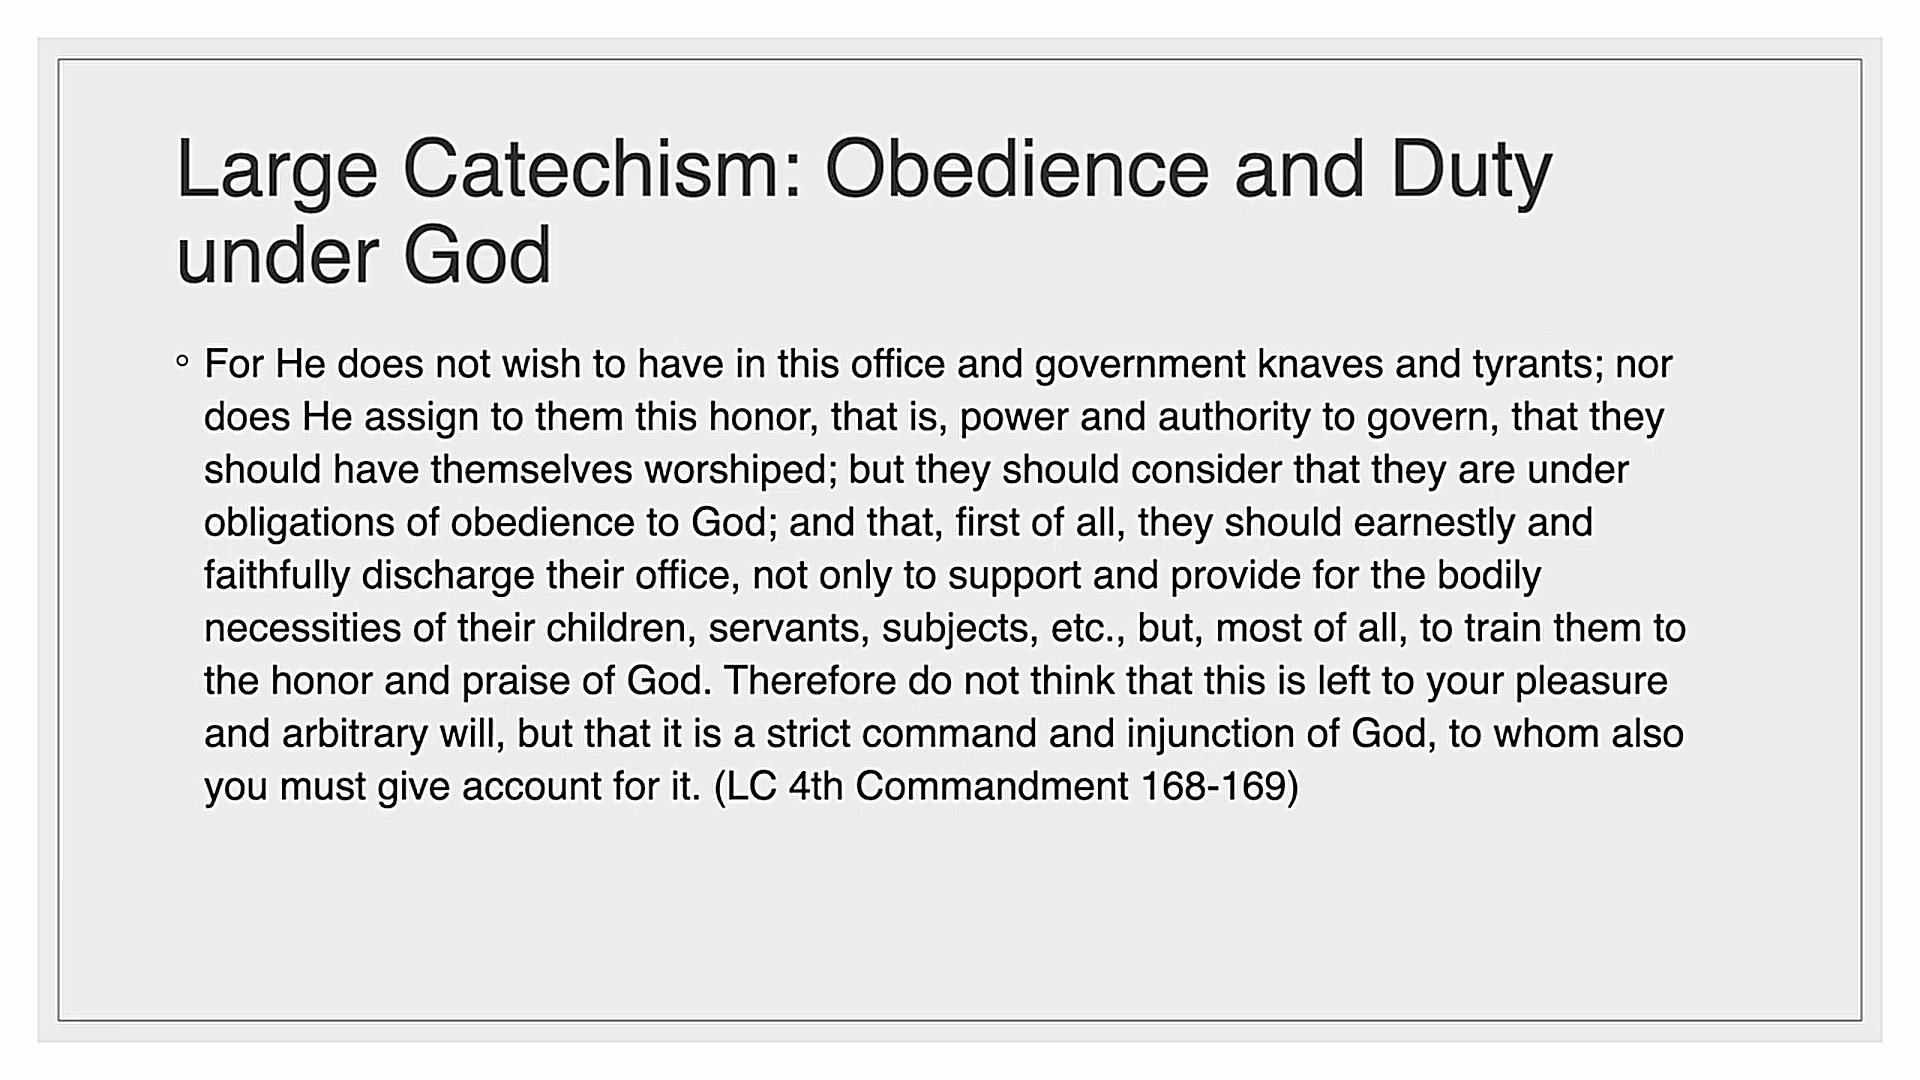 Large Catechism: Obedience and Duty
under God
◦ For He does not wish to have in this office and government knaves and tyrants; nor
does He assign to them this honor, that is, power and authority to govern, that they
should have themselves worshiped; but they should consider that they are under
obligations of obedience to God; and that, first of all, they should earnestly and
faithfully discharge their office, not only to support and provide for the bodily
necessities of their children, servants, subjects, etc., but, most of all, to train them to
the honor and praise of God. Therefore do not think that this is left to your pleasure
and arbitrary will, but that it is a strict command and injunction of God, to whom also
you must give account for it. (LC 4th Commandment 168-169)